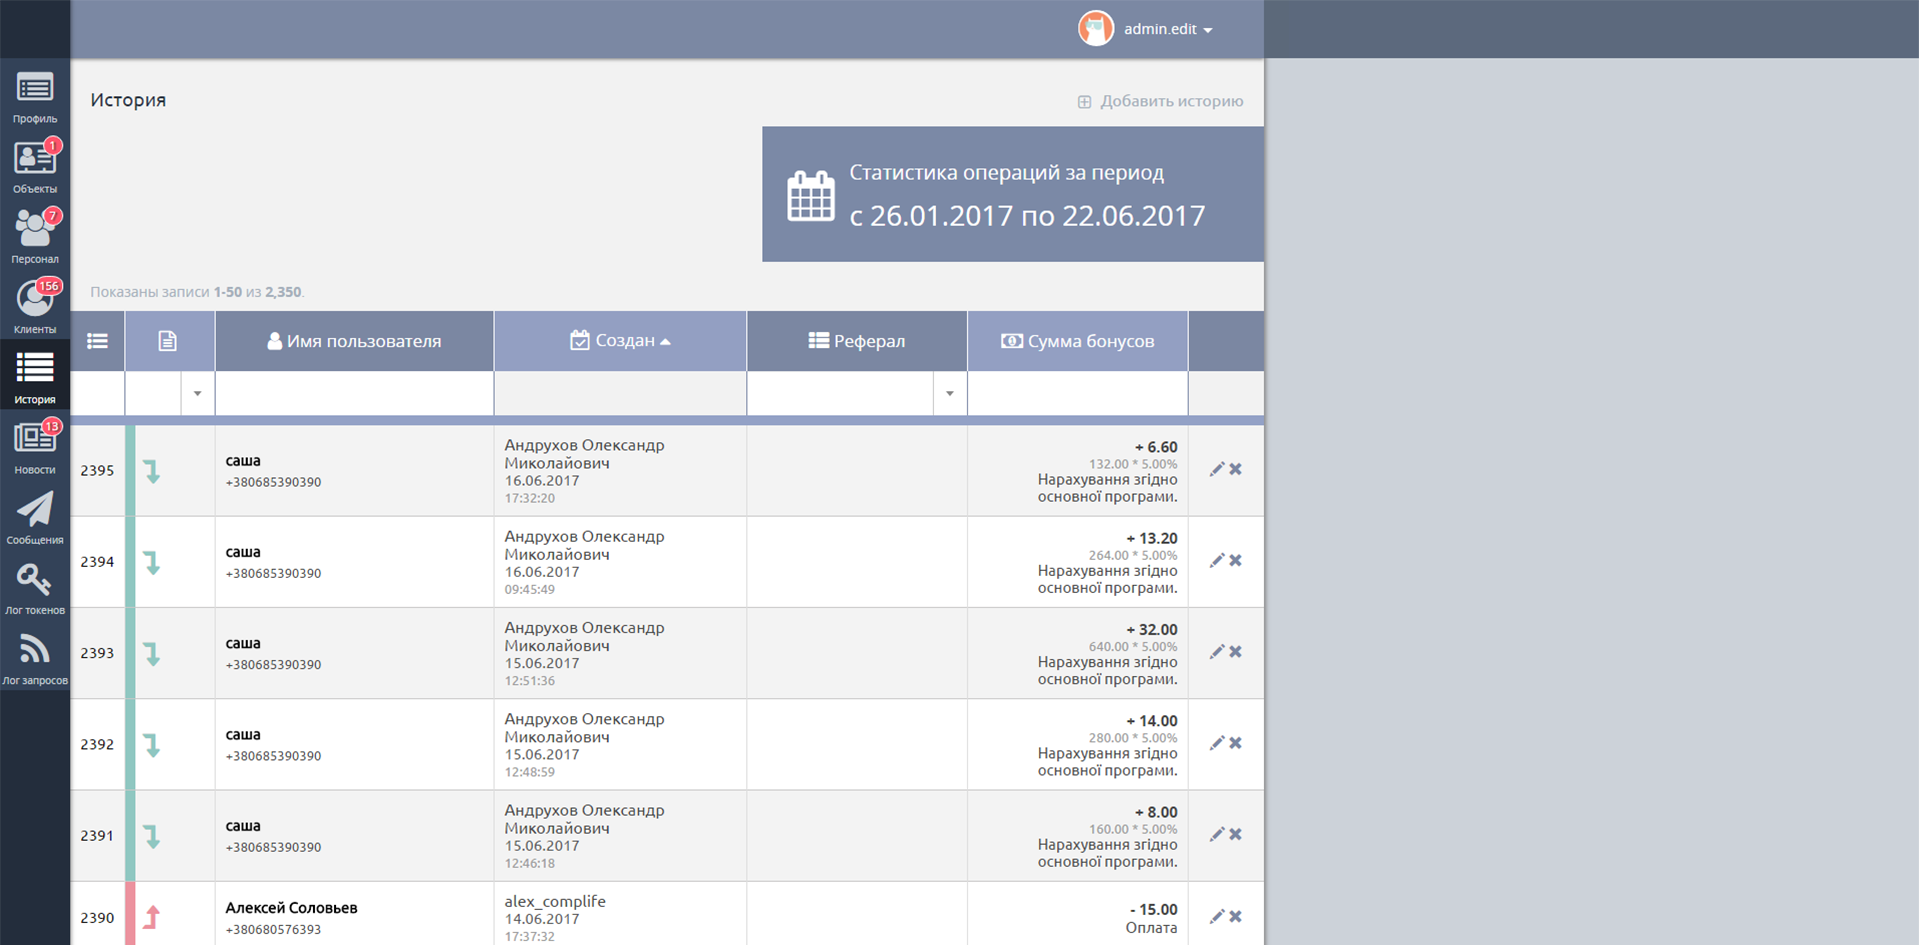 admin.edit
Профиль
1
Объекты
7
Персонал
156
Клиенты
История
13
Новости
Сообщения
Лог токенов
Лог запросов
История
Добавить историю
Статистика операций за период
с 26.01.2017 по 22.06.2017
Показаны записи 1-50 из 2,350.
Имя пользователя
Создан
Реферал
Сумма бонусов
2395
саша
+380685390390
Андрухов Олександр
Миколайович
16.06.2017
17:32:20
+ 6.60
132.00 * 5.00%
Нарахування згідно
основної програми.
2394
саша
+380685390390
Андрухов Олександр
Миколайович
16.06.2017
09:45:49
+ 13.20
264.00 * 5.00%
Нарахування згідно
основної програми.
2393
саша
+380685390390
Андрухов Олександр
Миколайович
15.06.2017
12:51:36
+ 32.00
640.00 * 5.00%
Нарахування згідно
основної програми.
2392
саша
+380685390390
Андрухов Олександр
Миколайович
15.06.2017
12:48:59
+ 14.00
280.00 * 5.00%
Нарахування згідно
основної програми.
2391
саша
+380685390390
Андрухов Олександр
Миколайович
15.06.2017
12:46:18
+ 8.00
160.00 * 5.00%
Нарахування згідно
основної програми.
2390
Алексей Соловьев
+380680576393
alex_complife
14.06.2017
17:37:32
- 15.00
Оплата